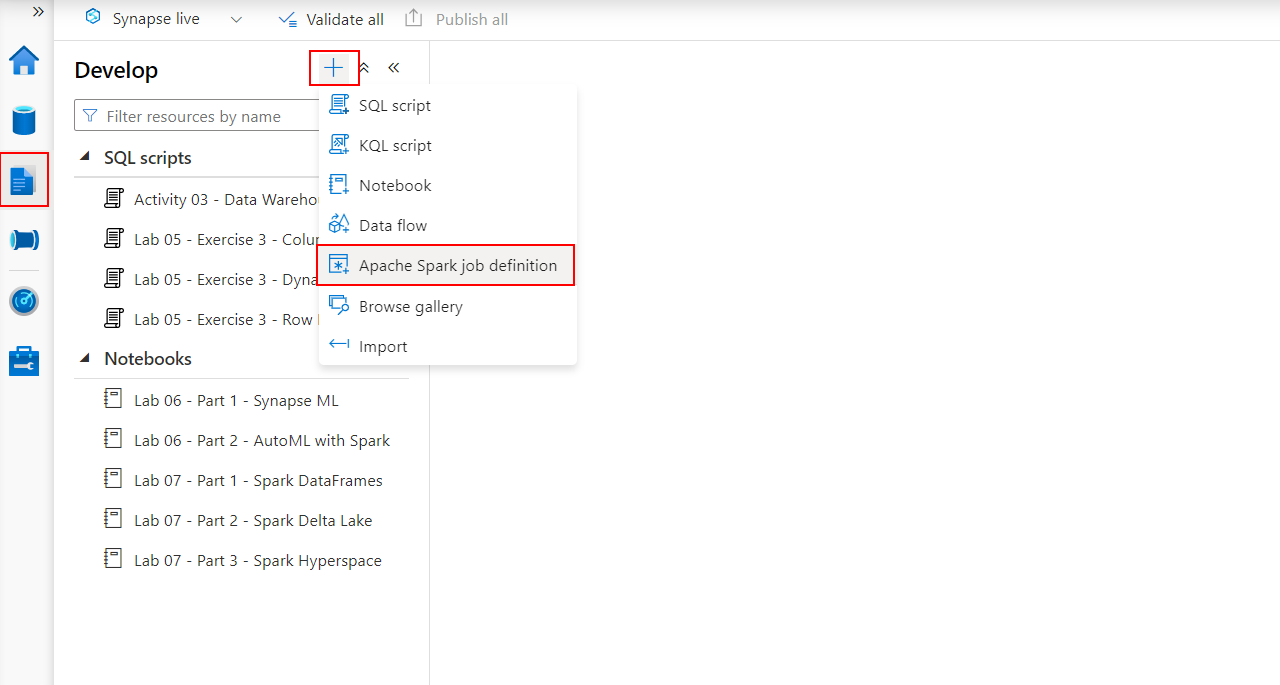 Synapse live
Validate all
Publish all
Develop
Filter resources by name
SQL scripts
Activity 03 - Data Wareho
Lab 05 - Exercise 3 - Colu
Lab 05 - Exercise 3 - Dyna
Lab 05 - Exercise 3 - Row
Notebooks
Lab 06 - Part 1 - Synapse ML
Lab 06 - Part 2 - AutoML with Spark
Lab 07 - Part 1 - Spark DataFrames
Lab 07 - Part 2 - Spark Delta Lake
Lab 07 - Part 3 - Spark Hyperspace
SQL script
KQL script
Notebook
Data flow
Apache Spark job definition
Browse gallery
Import